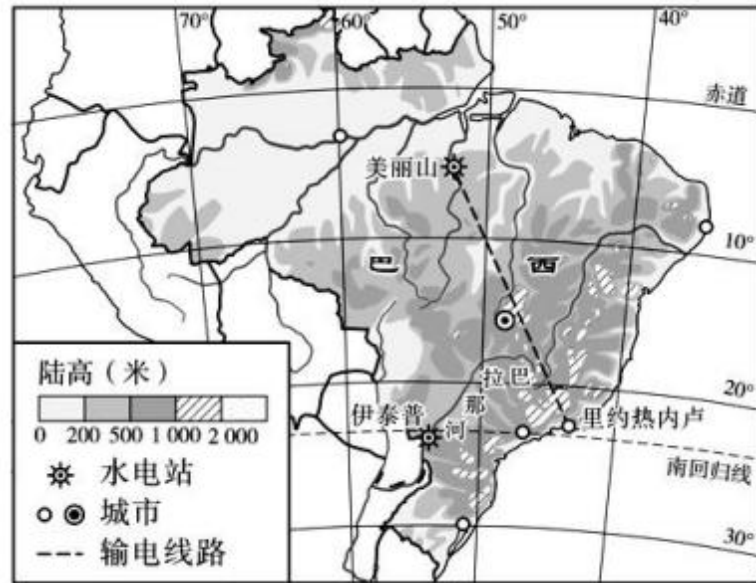 70°
60°
50°
40°
赤道
美丽山
10°
巴
西
陆高（米）
0 200 500 1 000 2 000
拉巴
那
河
伊泰普
20°
里约热内卢
南回归线
水电站
城市
输电线路
30°